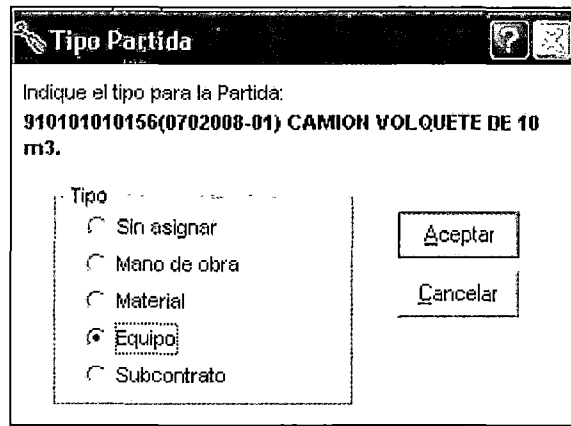 Tipo Partida
Indique el tipo para la Partida:
910101010156(0702008-01) CAMION VOLQUETE DE 10
m3.
Tipo
Sin asignar
Mano de obra
Material
Equipo
Subcontrato
Aceptar
Cancelar